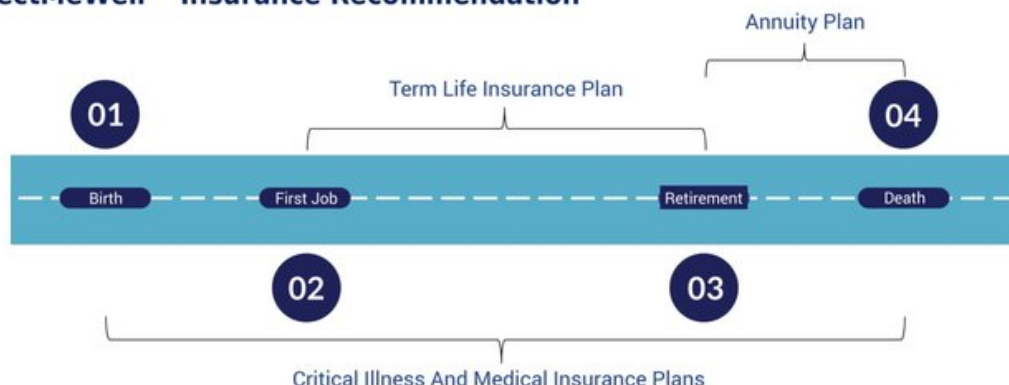 Insurance Recommendation
Annuity Plan
Term Life Insurance Plan
01
04
Birth
First Job
Retirement
Death
02
03
Critical Illness And Medical Insurance Plans